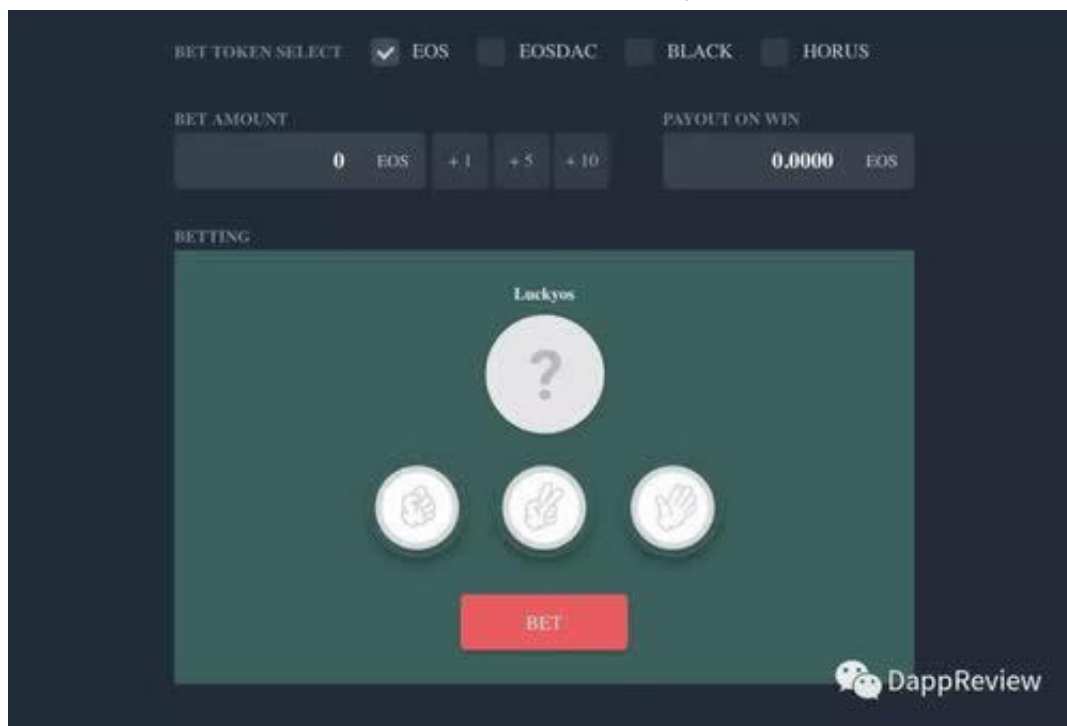 BET TOKEN SELECT EOS EOSDAC BLACK HORUS
BET AMOUNT PAYOUT ON WIN
0 EOS + 1 + 5 + 10 0.0000 EOS
BETTING
Luckyos
?
BET
DappReview